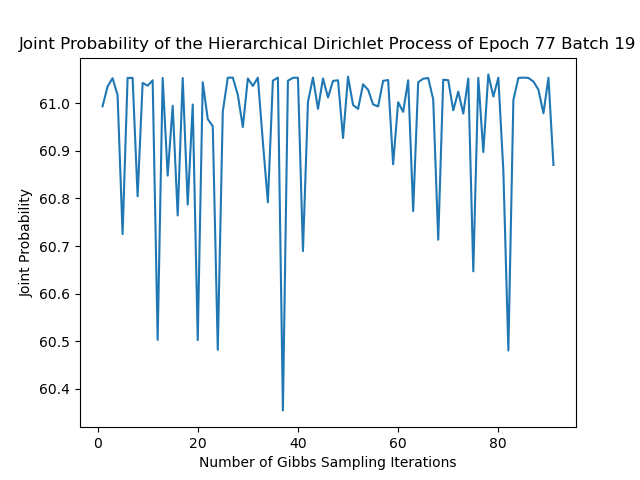 Joint Probability of the Hierarchical Dirichlet Process of Epoch 77 Batch 19
61.0
60.9
60.8
60.7
60.6
60.5
60.4
Joint Probability
0 20 40 60 80
Number of Gibbs Sampling Iterations